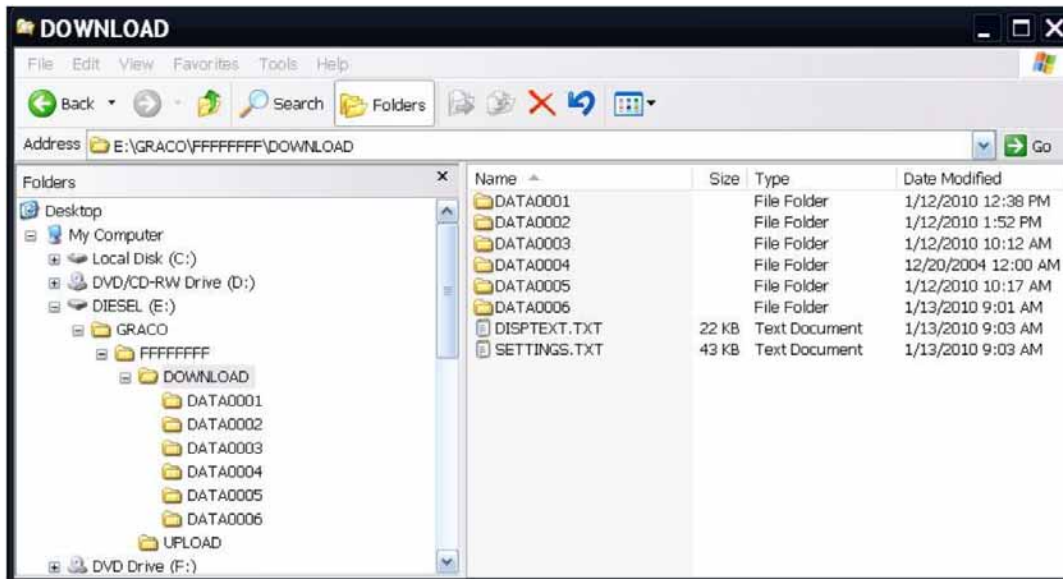 DOWNLOAD
File Edit View Favorites Tools Help
Back Search Folders
Address E:\GRACO\FFFFFFFF\DOWNLOAD Go
Folders
Desktop
My Computer
Local Disk (C:)
DVD/CD-RW Drive (D:)
DIESEL (E:)
GRACO
FFFFFFFF
DOWNLOAD
DATA0001
DATA0002
DATA0003
DATA0004
DATA0005
DATA0006
UPLOAD
DVD Drive (F:)
Name Size Type Date Modified
DATA0001 File Folder 1/12/2010 12:38 PM
DATA0002 File Folder 1/12/2010 1:52 PM
DATA0003 File Folder 1/12/2010 10:12 AM
DATA0004 File Folder 12/20/2004 12:00 AM
DATA0005 File Folder 1/12/2010 10:17 AM
DATA0006 File Folder 1/13/2010 9:01 AM
DISPTEXT.TXT 22 KB Text Document 1/13/2010 9:03 AM
SETTINGS.TXT 43 KB Text Document 1/13/2010 9:03 AM